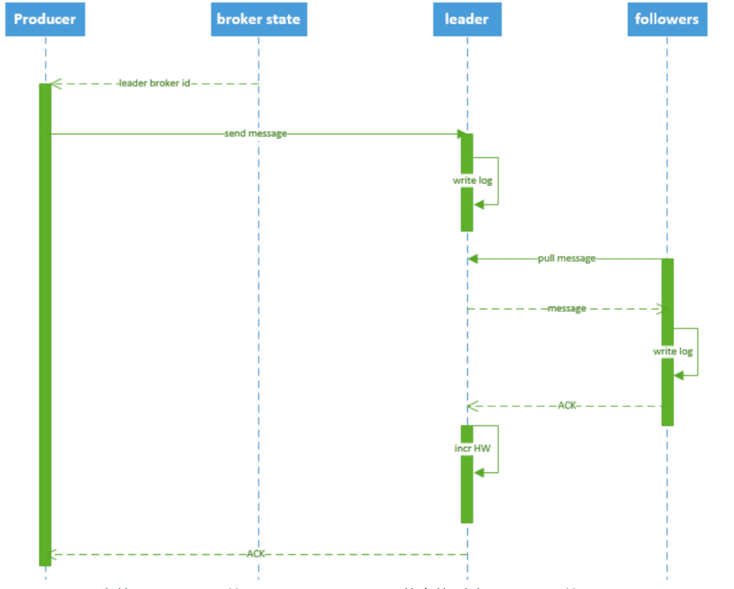 Producer
broker state
leader
followers
leader broker id
send message
write log
pull message
message
write log
ACK
incr HW
ACK